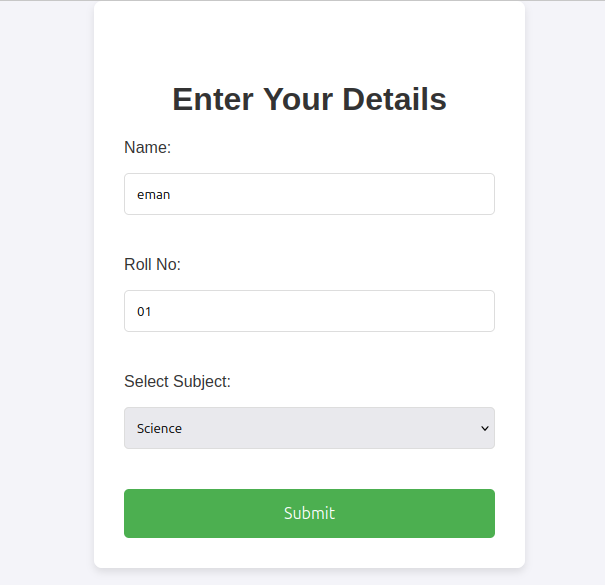 Enter Your Details
Name:
eman
Roll No:
01
Select Subject:
Science
Submit